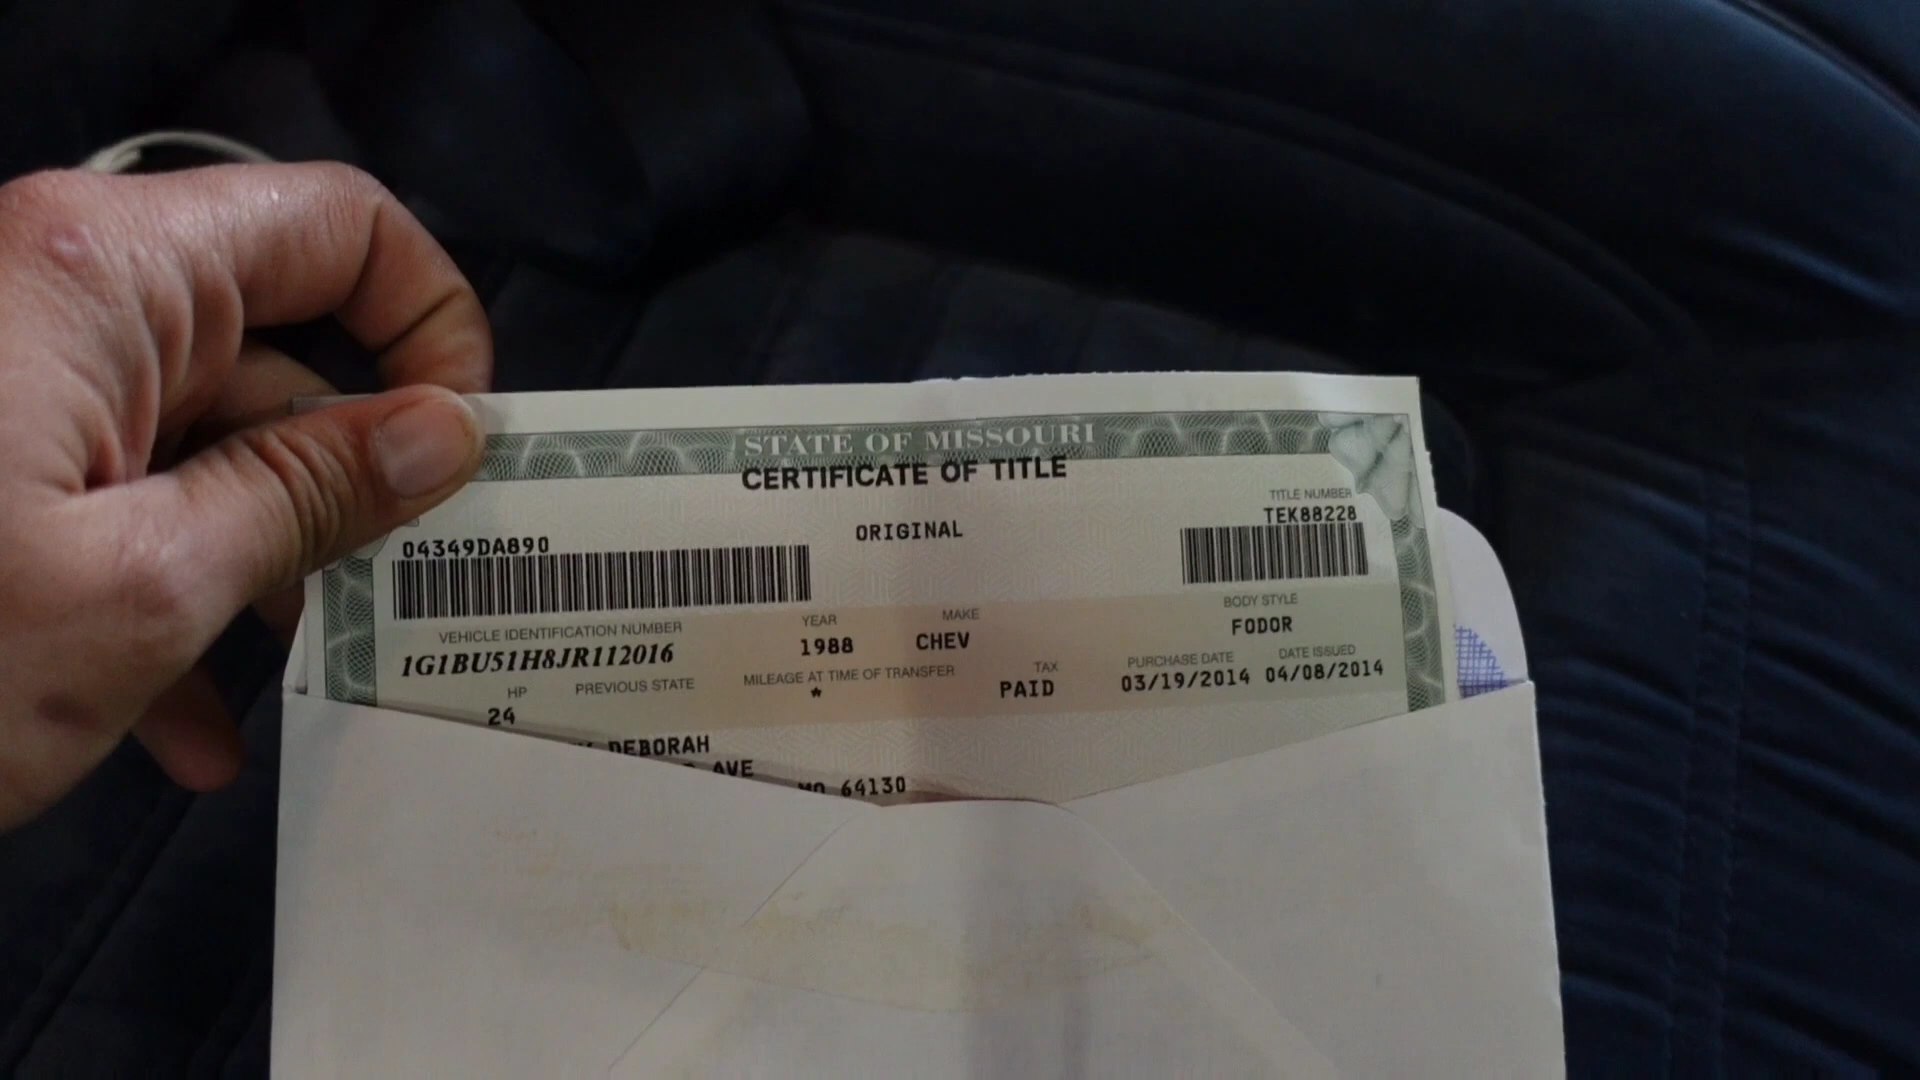 STATE OF MISSOURI
CERTIFICATE OF TITLE
TITLE NUMBER
TEK88228
ORIGINAL
04349DA890
VEHICLE IDENTIFICATION NUMBER YEAR MAKE BODY STYLE
1G1BU51H8JR112016 1988 CHEV FODOR
HP PREVIOUS STATE MILEAGE AT TIME OF TRANSFER TAX PURCHASE DATE DATE ISSUED
24 * PAID 03/19/2014 04/08/2014
DEBORAH
AVE
MO 64130